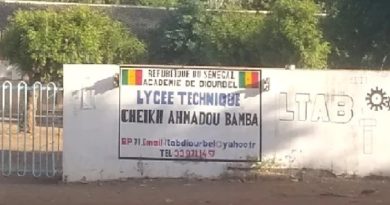 REPUBLIQUE DU SENEGAL
ACADEMIE DE DIOURBEL
LYCEE TECHNIQUE
CHEIKH AHMADOU BAMBA
BP 71, Email: ltabdiourbel@yahoo.fr
TEL:
LTAB